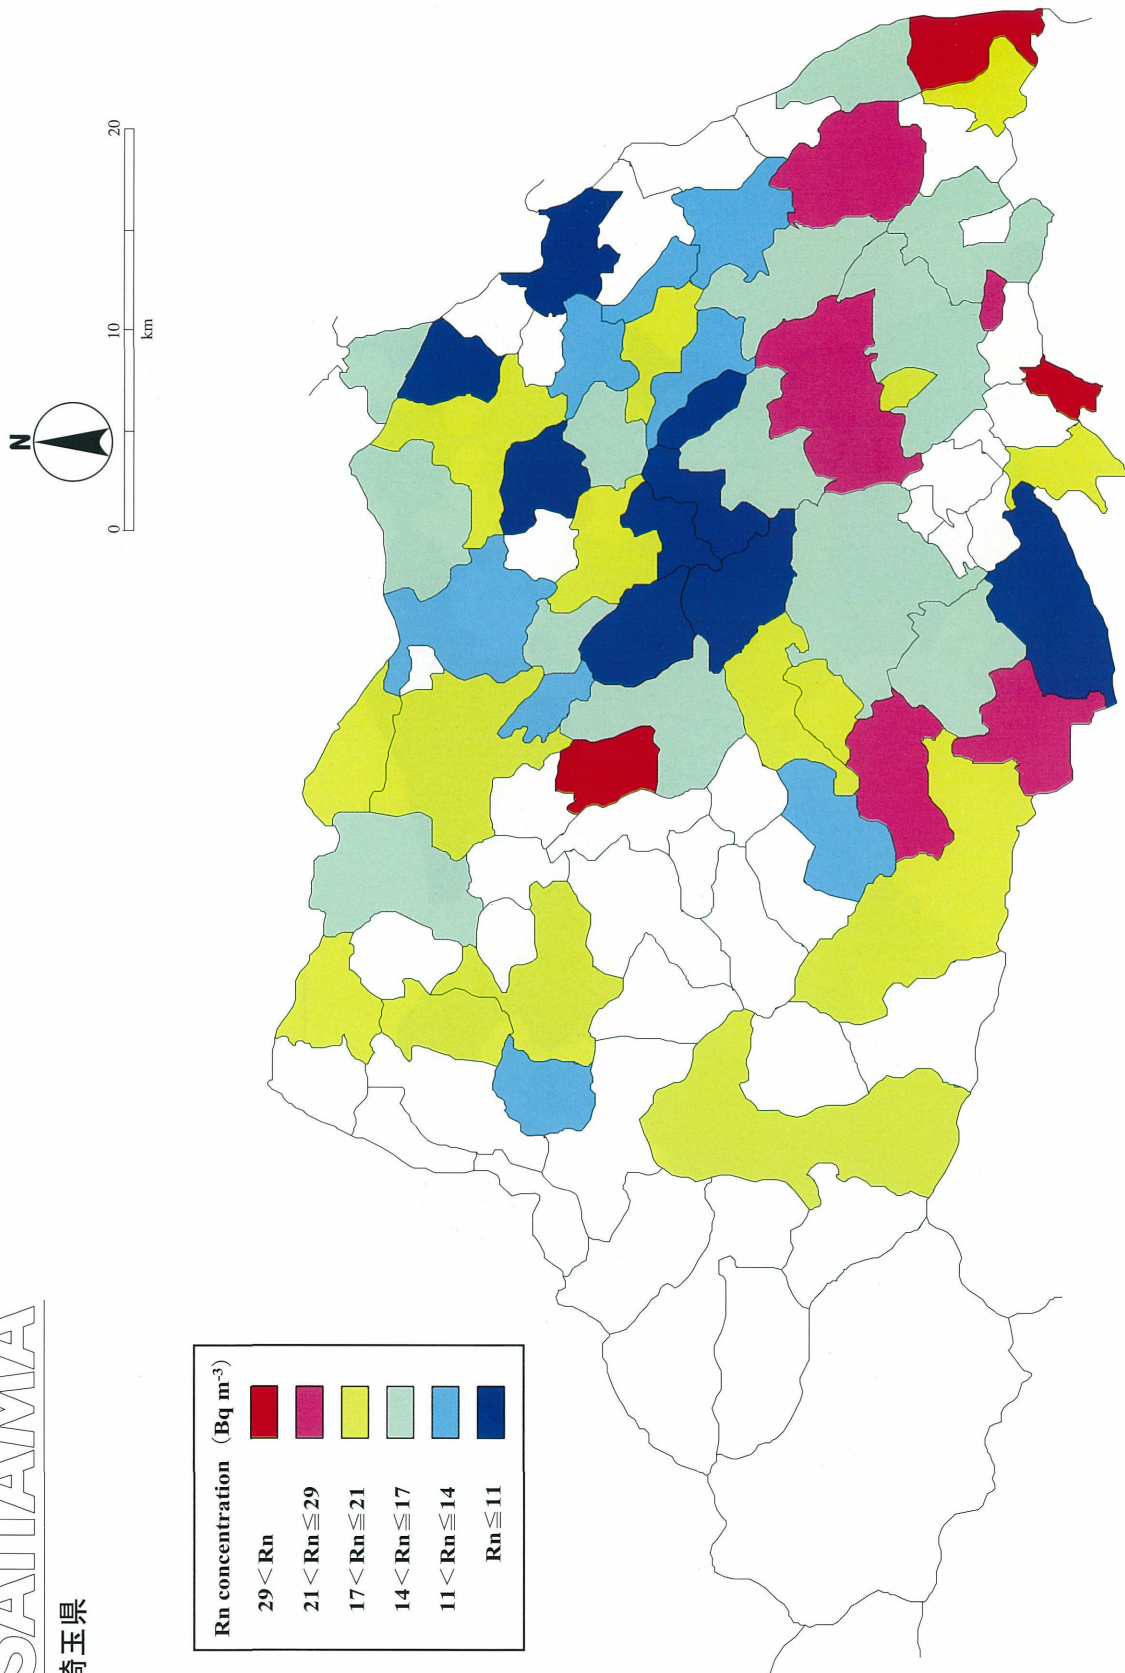 SAITAMA
埼玉県
N
0 10 20
km
Rn concentration (Bq m⁻³)
29<Rn
21<Rn≦29
17<Rn≦21
14<Rn≦17
11<Rn≦14
Rn≦11